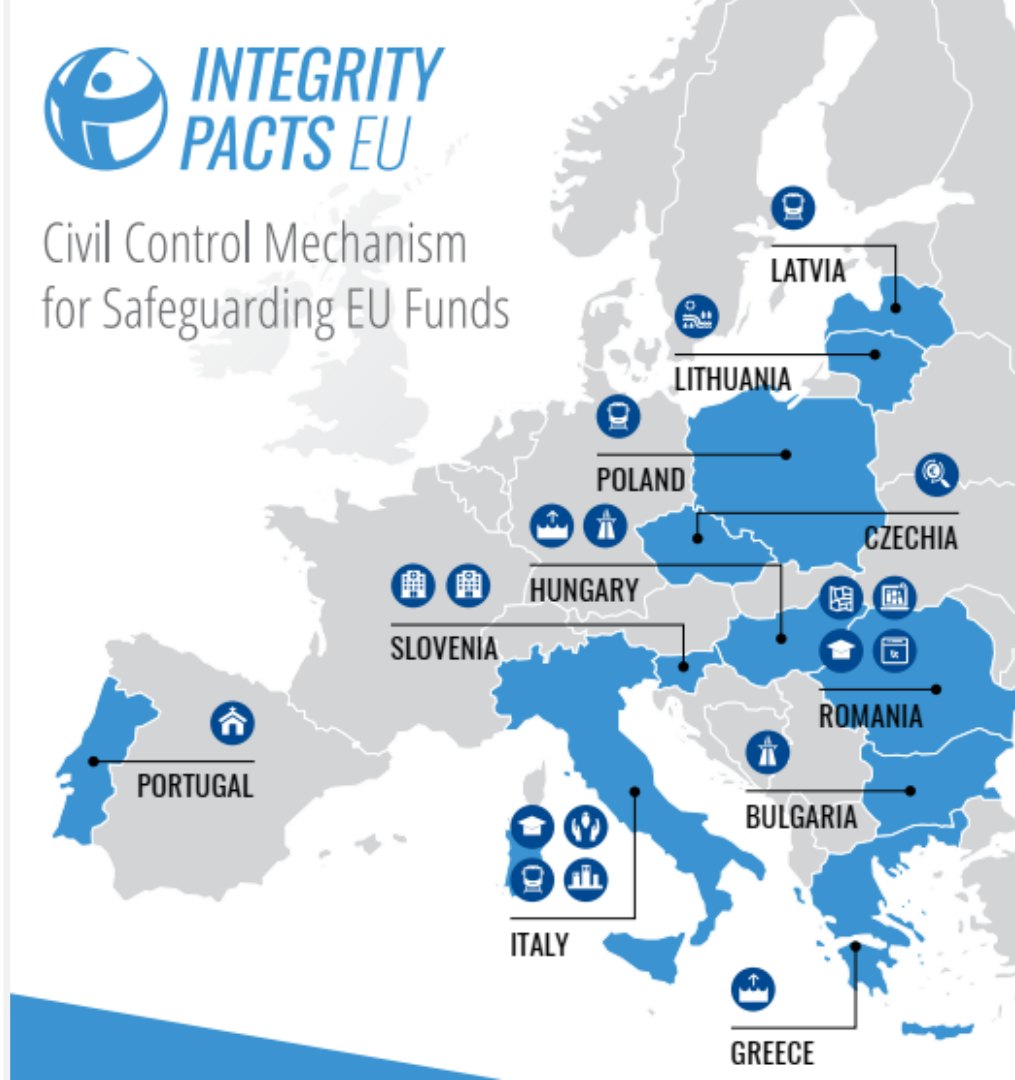 INTEGRITY
PACTS EU
Civil Control Mechanism
for Safeguarding EU Funds
LATVIA
LITHUANIA
POLAND
CZECHIA
HUNGARY
SLOVENIA
ROMANIA
PORTUGAL
BULGARIA
ITALY
GREECE